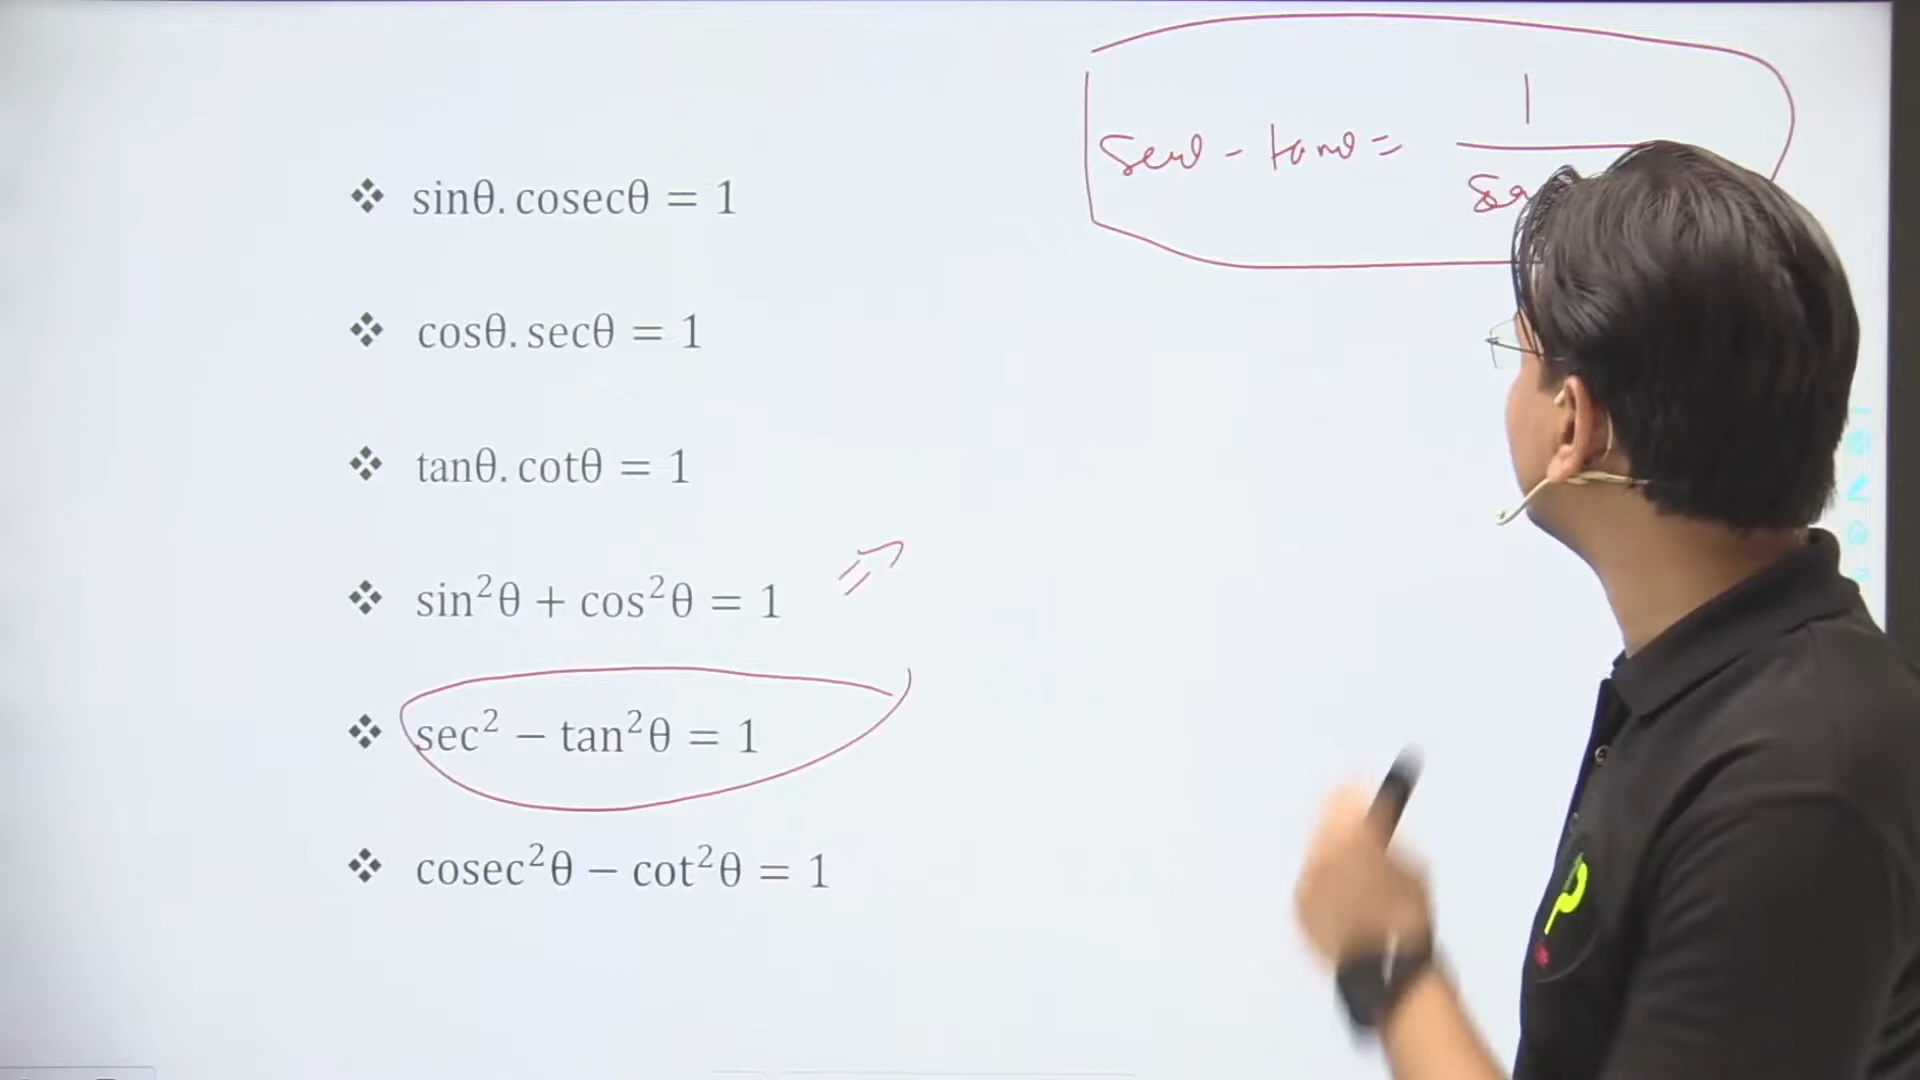 sinθ. cosecθ = 1
cosθ. secθ = 1
tanθ. cotθ = 1
sin²θ + cos²θ = 1 ⇒
sec² − tan²θ = 1
cosec²θ − cot²θ = 1
secθ - tanθ = 1